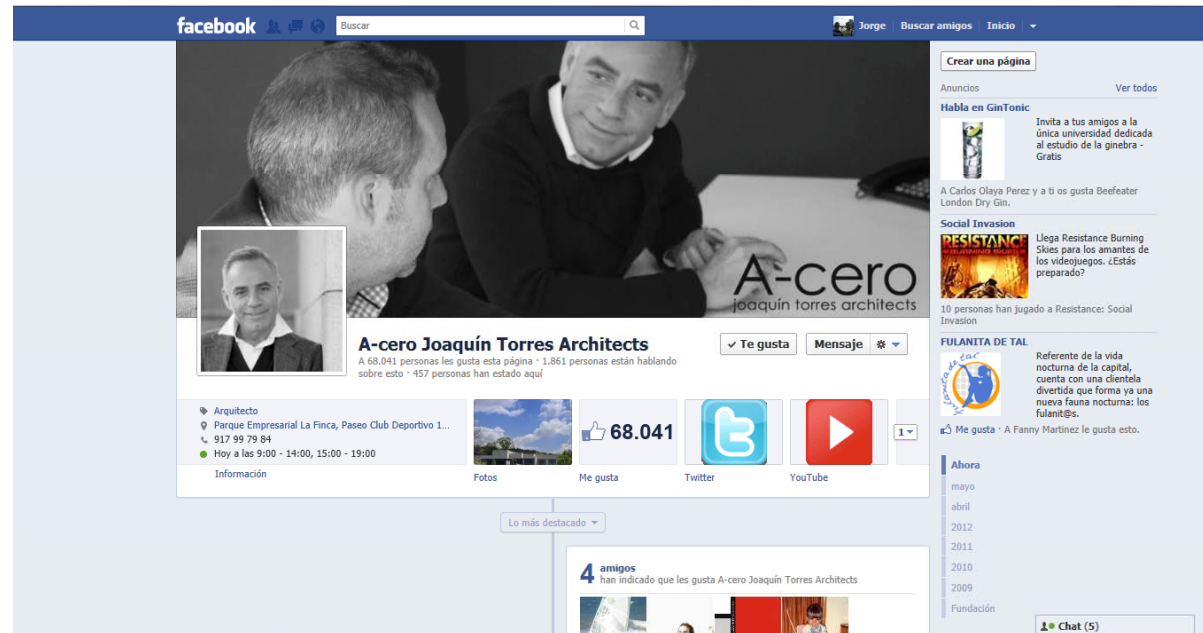 facebook
Buscar
Jorge
Buscar amigos
Inicio
A-cero
joaquín torres architects
A-cero Joaquín Torres Architects
A 68.041 personas les gusta esta página · 1.861 personas están hablando
sobre esto · 457 personas han estado aquí
✓ Te gusta
Mensaje
Arquitecto
Parque Empresarial La Finca, Paseo Club Deportivo 1...
917 99 79 84
Hoy a las 9:00 - 14:00, 15:00 - 19:00
Información
Fotos
68.041
Me gusta
Twitter
YouTube
1
Lo más destacado
4 amigos
han indicado que les gusta A-cero Joaquín Torres Architects
Crear una página
Anuncios
Ver todos
Habla en GinTonic
Invita a tus amigos a la
única universidad dedicada
al estudio de la ginebra -
Gratis
A Carlos Olaya Perez y a ti os gusta Beefeater
London Dry Gin.
Social Invasion
RESISTANCE
BURNING SKIES
Llega Resistance Burning
Skies para los amantes de
los videojuegos. ¿Estás
preparado?
10 personas han jugado a Resistance: Social
Invasion
FULANITA DE TAL
fulanita de tal
Referente de la vida
nocturna de la capital,
cuenta con una clientela
divertida que forma ya una
nueva fauna nocturna: los
fulanit@s.
Me gusta · A Fanny Martinez le gusta esto.
Ahora
mayo
abril
2012
2011
2010
2009
Fundación
Chat (5)